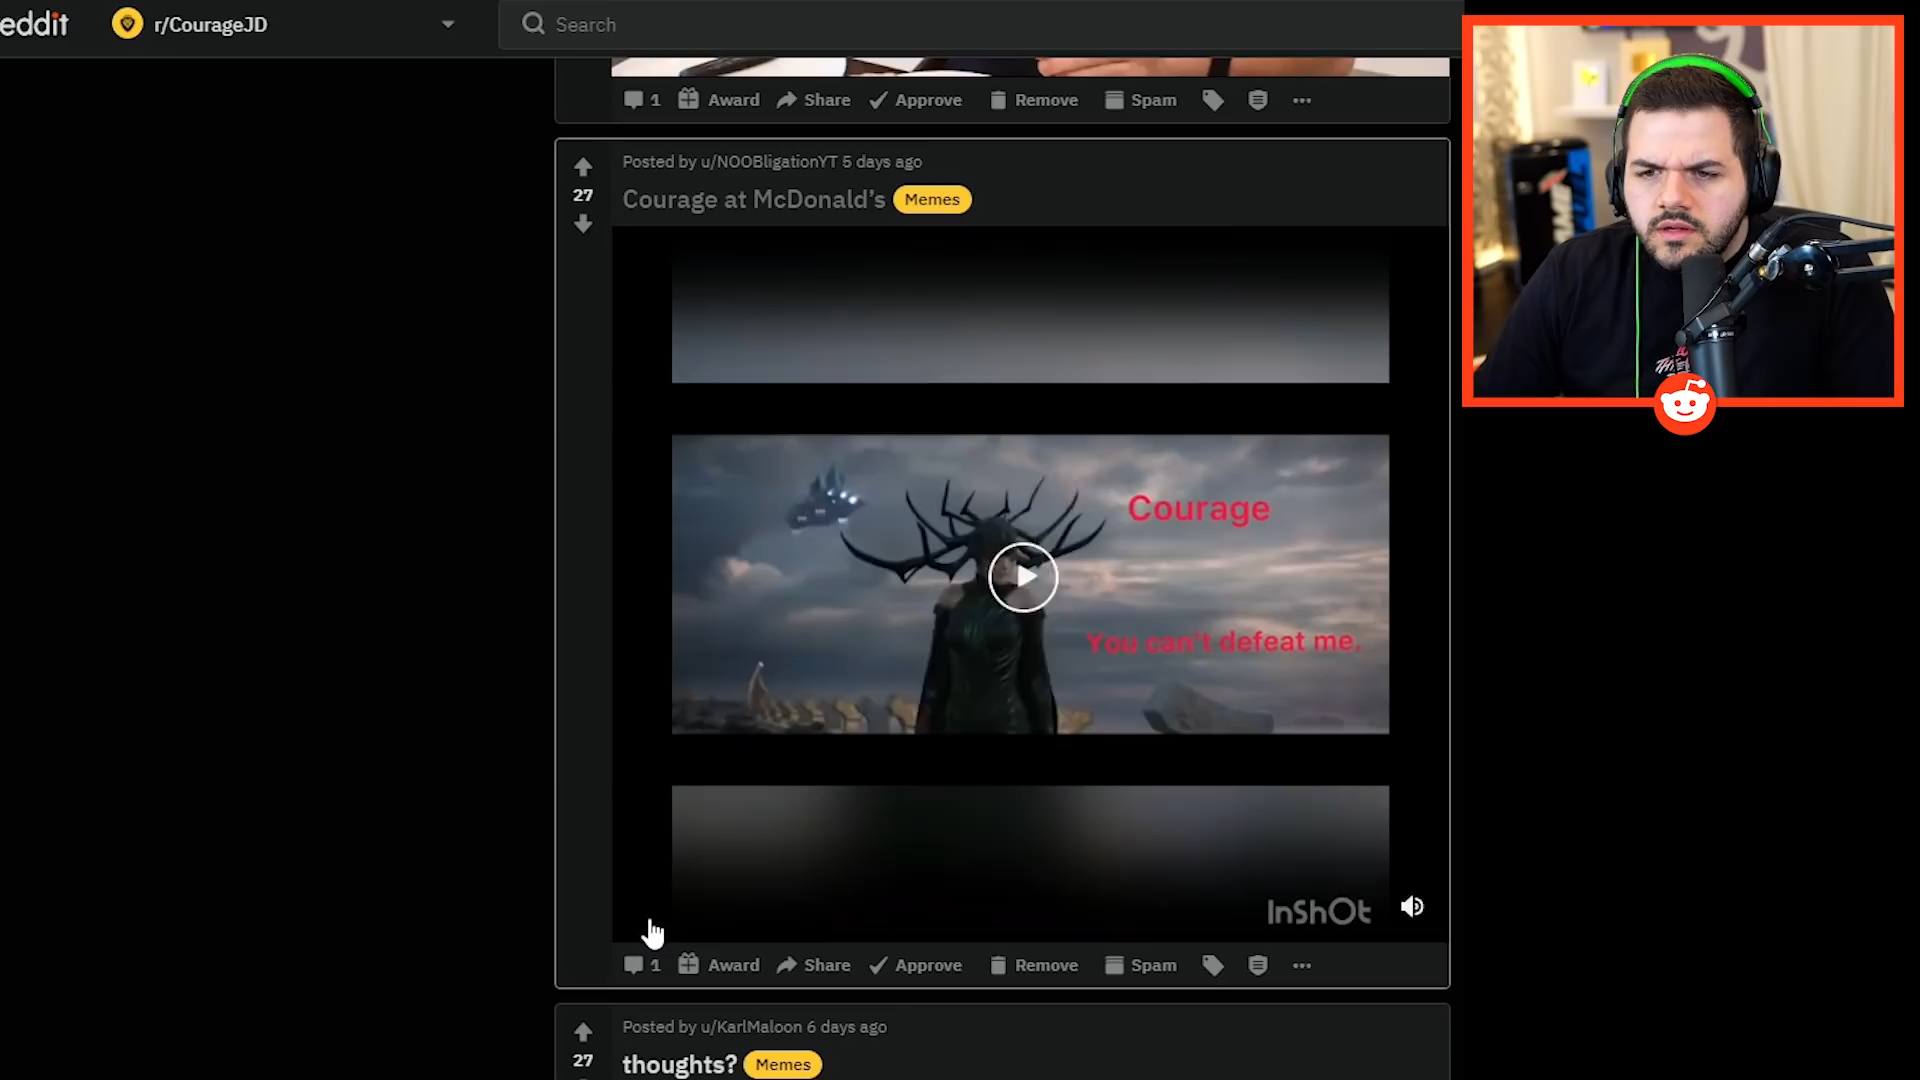 eddit
r/CourageJD
Search
1 Award Share Approve Remove Spam
Posted by u/NOOBligationYT 5 days ago
27
Courage at McDonald's Memes
Courage
You can't defeat me.
InShOt
1 Award Share Approve Remove Spam
Posted by u/KarlMaloon 6 days ago
27
thoughts? Memes